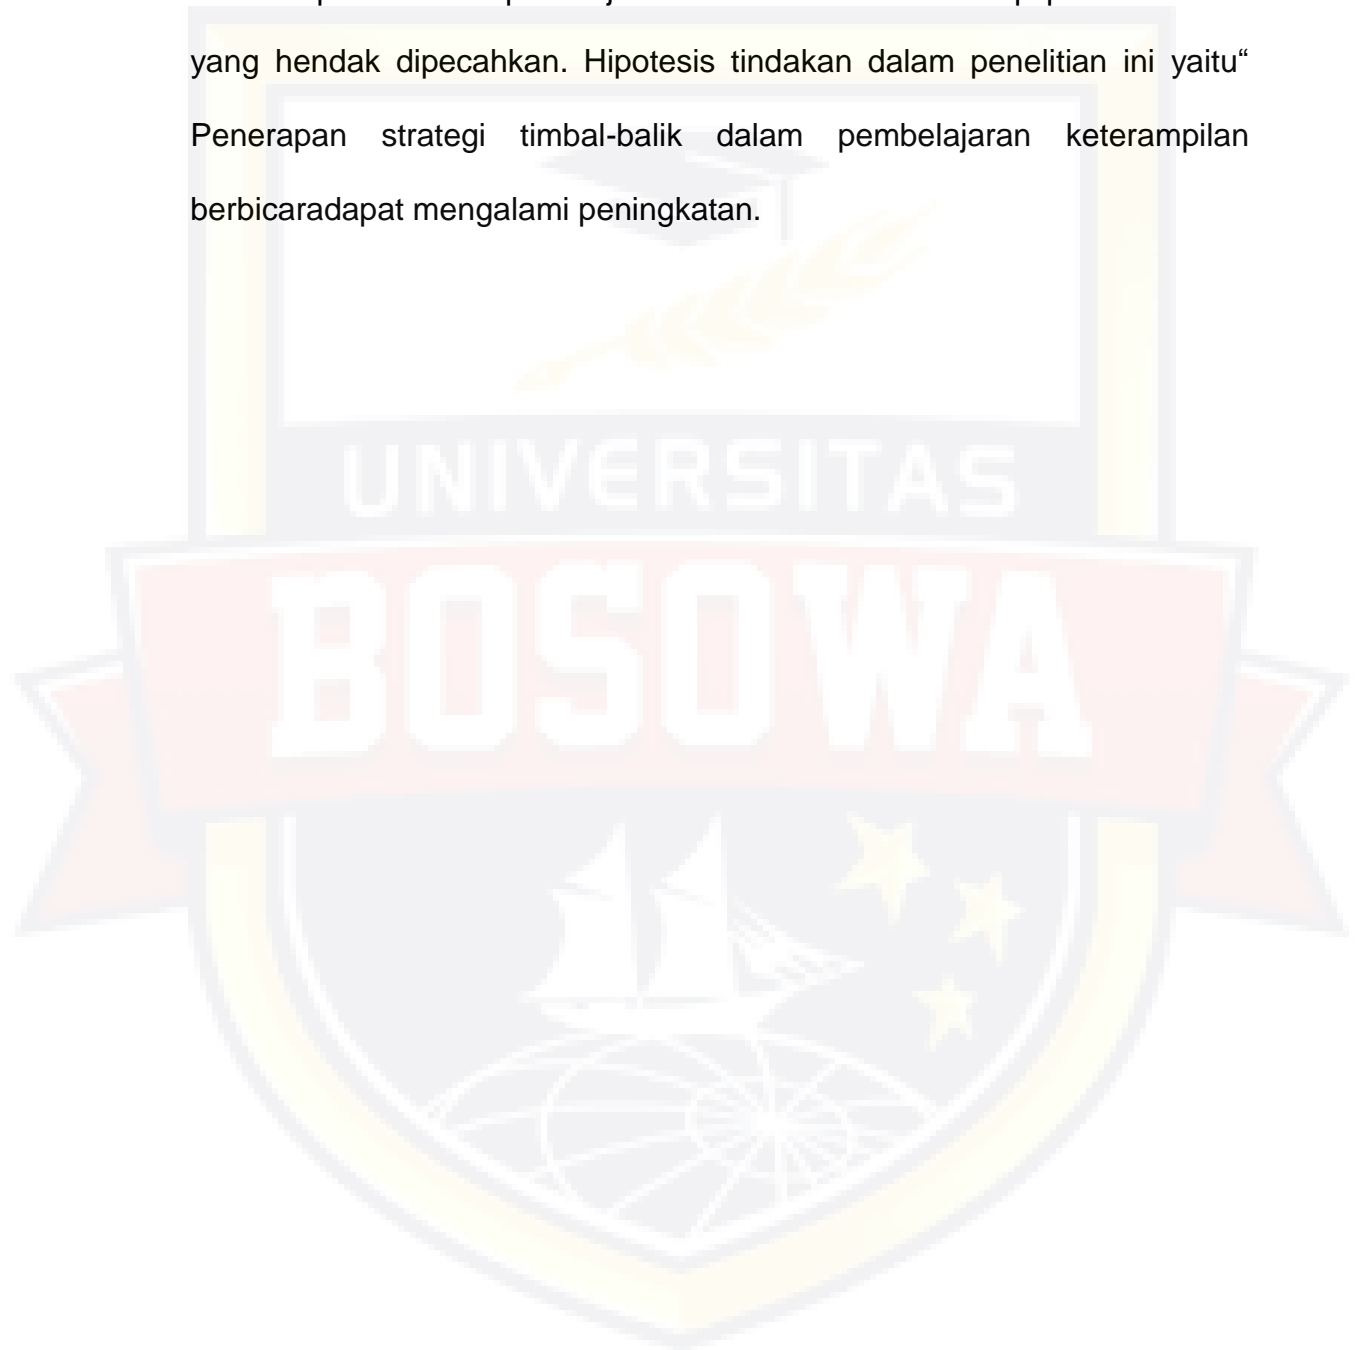 yang hendak dipecahkan. Hipotesis tindakan dalam penelitian ini yaitu“
Penerapan strategi timbal-balik dalam pembelajaran keterampilan
berbicaradapat mengalami peningkatan.
UNIVERSITAS
BOSOWA